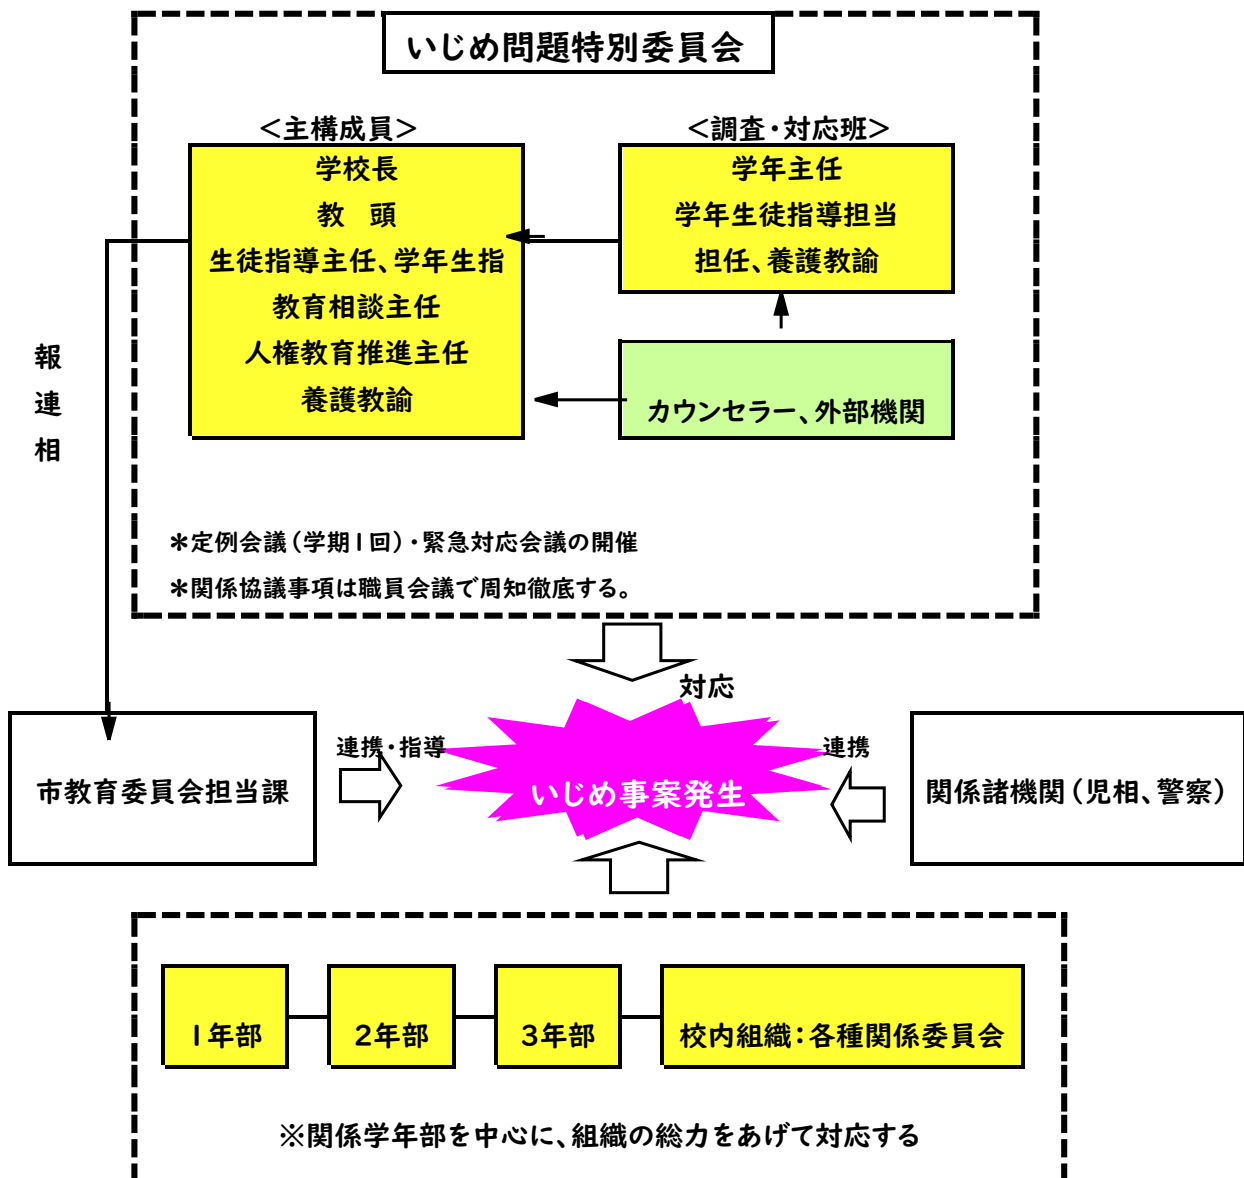 いじめ問題特別委員会
<主構成員>
学校長
教　頭
生徒指導主任、学年生指
教育相談主任
人権教育推進主任
養護教諭
<調査・対応班>
学年主任
学年生徒指導担当
担任、養護教諭
カウンセラー、外部機関
報
連
相
*定例会議(学期1回)・緊急対応会議の開催
*関係協議事項は職員会議で周知徹底する。
対応
市教育委員会担当課
連携・指導
いじめ事案発生
連携
関係諸機関(児相、警察)
1年部
2年部
3年部
校内組織:各種関係委員会
※関係学年部を中心に、組織の総力をあげて対応する